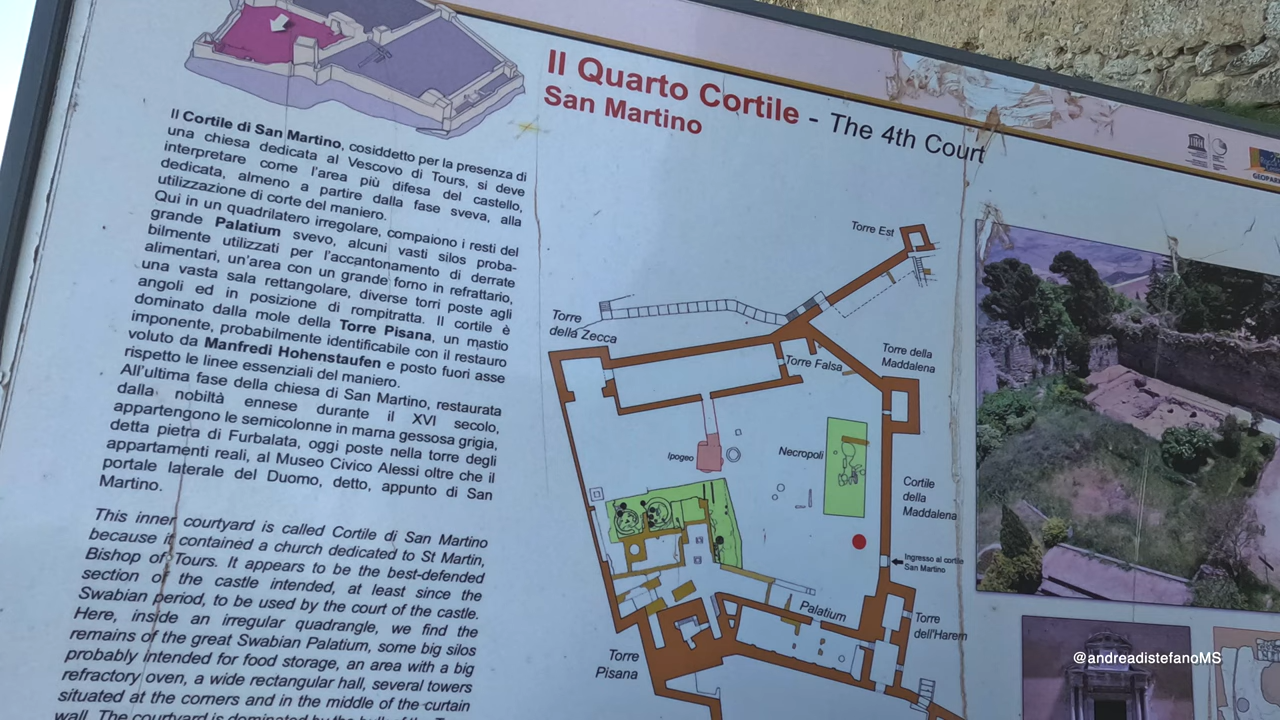 Il Quarto Cortile - The 4th Court
San Martino
Il Cortile di San Martino, cosiddetto per la presenza di
una chiesa dedicata al Vescovo di Tours, si deve
interpretare come l'area più difesa del castello,
dedicata, almeno a partire dalla fase sveva, alla
utilizzazione di corte del maniero.
Qui in un quadrilatero irregolare, compaiono i resti del
grande Palatium svevo, alcuni vasti silos proba-
bilmente utilizzati per l'accantonamento di derrate
alimentari, un'area con un grande forno in refrattario,
una vasta sala rettangolare, diverse torri poste agli
angoli ed in posizione di rompitratta. Il cortile è
dominato dalla mole della Torre Pisana, un mastio
imponente, probabilmente identificabile con il restauro
voluto da Manfredi Hohenstaufen e posto fuori asse
rispetto le linee essenziali del maniero.
All'ultima fase della chiesa di San Martino, restaurata
dalla nobiltà ennese durante il XVI secolo,
appartengono le semicolonne in marna gessosa grigia,
detta pietra di Furbalata, oggi poste nella torre degli
appartamenti reali, al Museo Civico Alessi oltre che il
portale laterale del Duomo, detto, appunto di San
Martino.
This inner courtyard is called Cortile di San Martino
because it contained a church dedicated to St Martin,
Bishop of Tours. It appears to be the best-defended
section of the castle intended, at least since the
Swabian period, to be used by the court of the castle.
Here, inside an irregular quadrangle, we find the
remains of the great Swabian Palatium, some big silos
probably intended for food storage, an area with a big
refractory oven, a wide rectangular hall, several towers
situated at the corners and in the middle of the curtain
wall. The courtyard is dominated by the bulk of the
Torre Est
Torre
della Zecca
Torre Falsa
Torre della
Maddalena
Ipogeo
Necropoli
Cortile
della
Maddalena
Ingresso al cortile
San Martino
Palatium
Torre
dell'Harem
Torre
Pisana
UNESCO
GEOPARK
@andreadistefanoMS